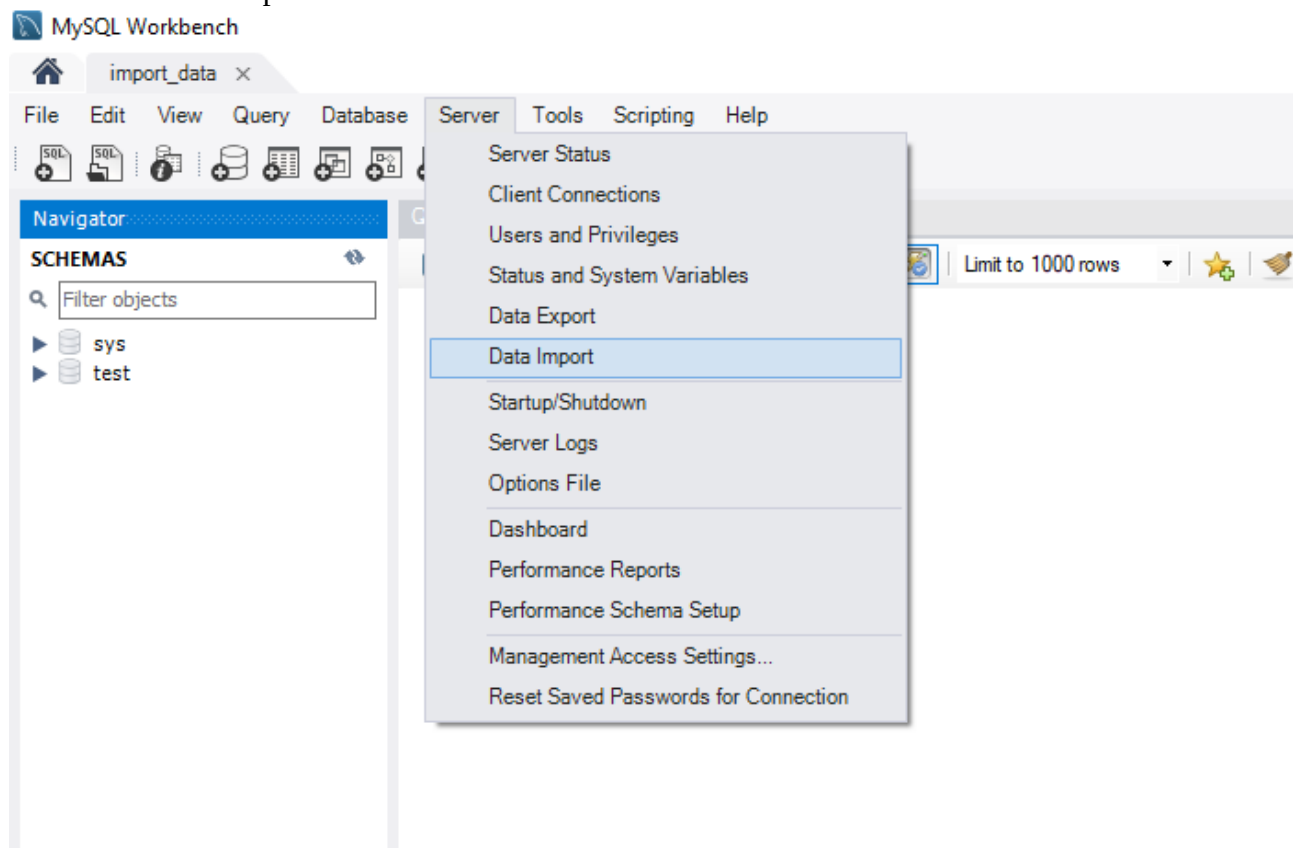 MySQL Workbench
import_data
File Edit View Query Database Server Tools Scripting Help
SQL SQL
Server Status
Client Connections
Users and Privileges
Status and System Variables
Data Export
Data Import
Startup/Shutdown
Server Logs
Options File
Dashboard
Performance Reports
Performance Schema Setup
Management Access Settings...
Reset Saved Passwords for Connection
Navigator
SCHEMAS
Filter objects
sys
test
Limit to 1000 rows